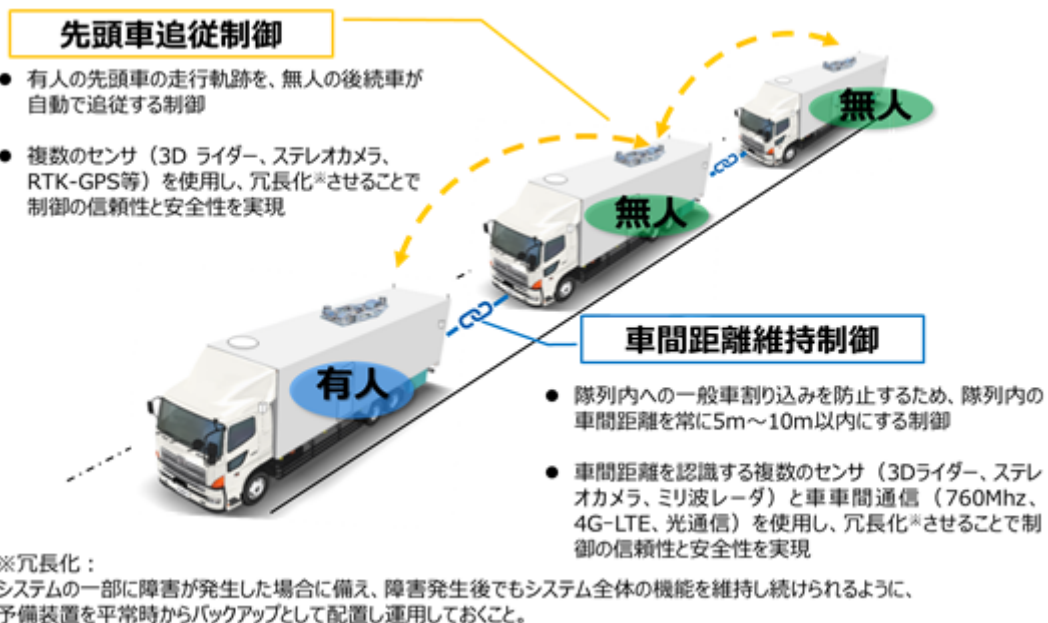 先頭車追従制御
● 有人の先頭車の走行軌跡を、無人の後続車が
自動で追従する制御
● 複数のセンサ（3D ライダー、ステレオカメラ、
RTK-GPS等）を使用し、冗長化※させることで
制御の信頼性と安全性を実現
無人
無人
有人
車間距離維持制御
● 隊列内への一般車割り込みを防止するため、隊列内の
車間距離を常に5m～10m以内にする制御
● 車間距離を認識する複数のセンサ（3Dライダー、ステレ
オカメラ、ミリ波レーダ）と車車間通信（760Mhz、
4G-LTE、光通信）を使用し、冗長化※させることで制
御の信頼性と安全性を実現
※冗長化：
システムの一部に障害が発生した場合に備え、障害発生後でもシステム全体の機能を維持し続けられるように、
予備装置を平常時からバックアップとして配置し運用しておくこと。